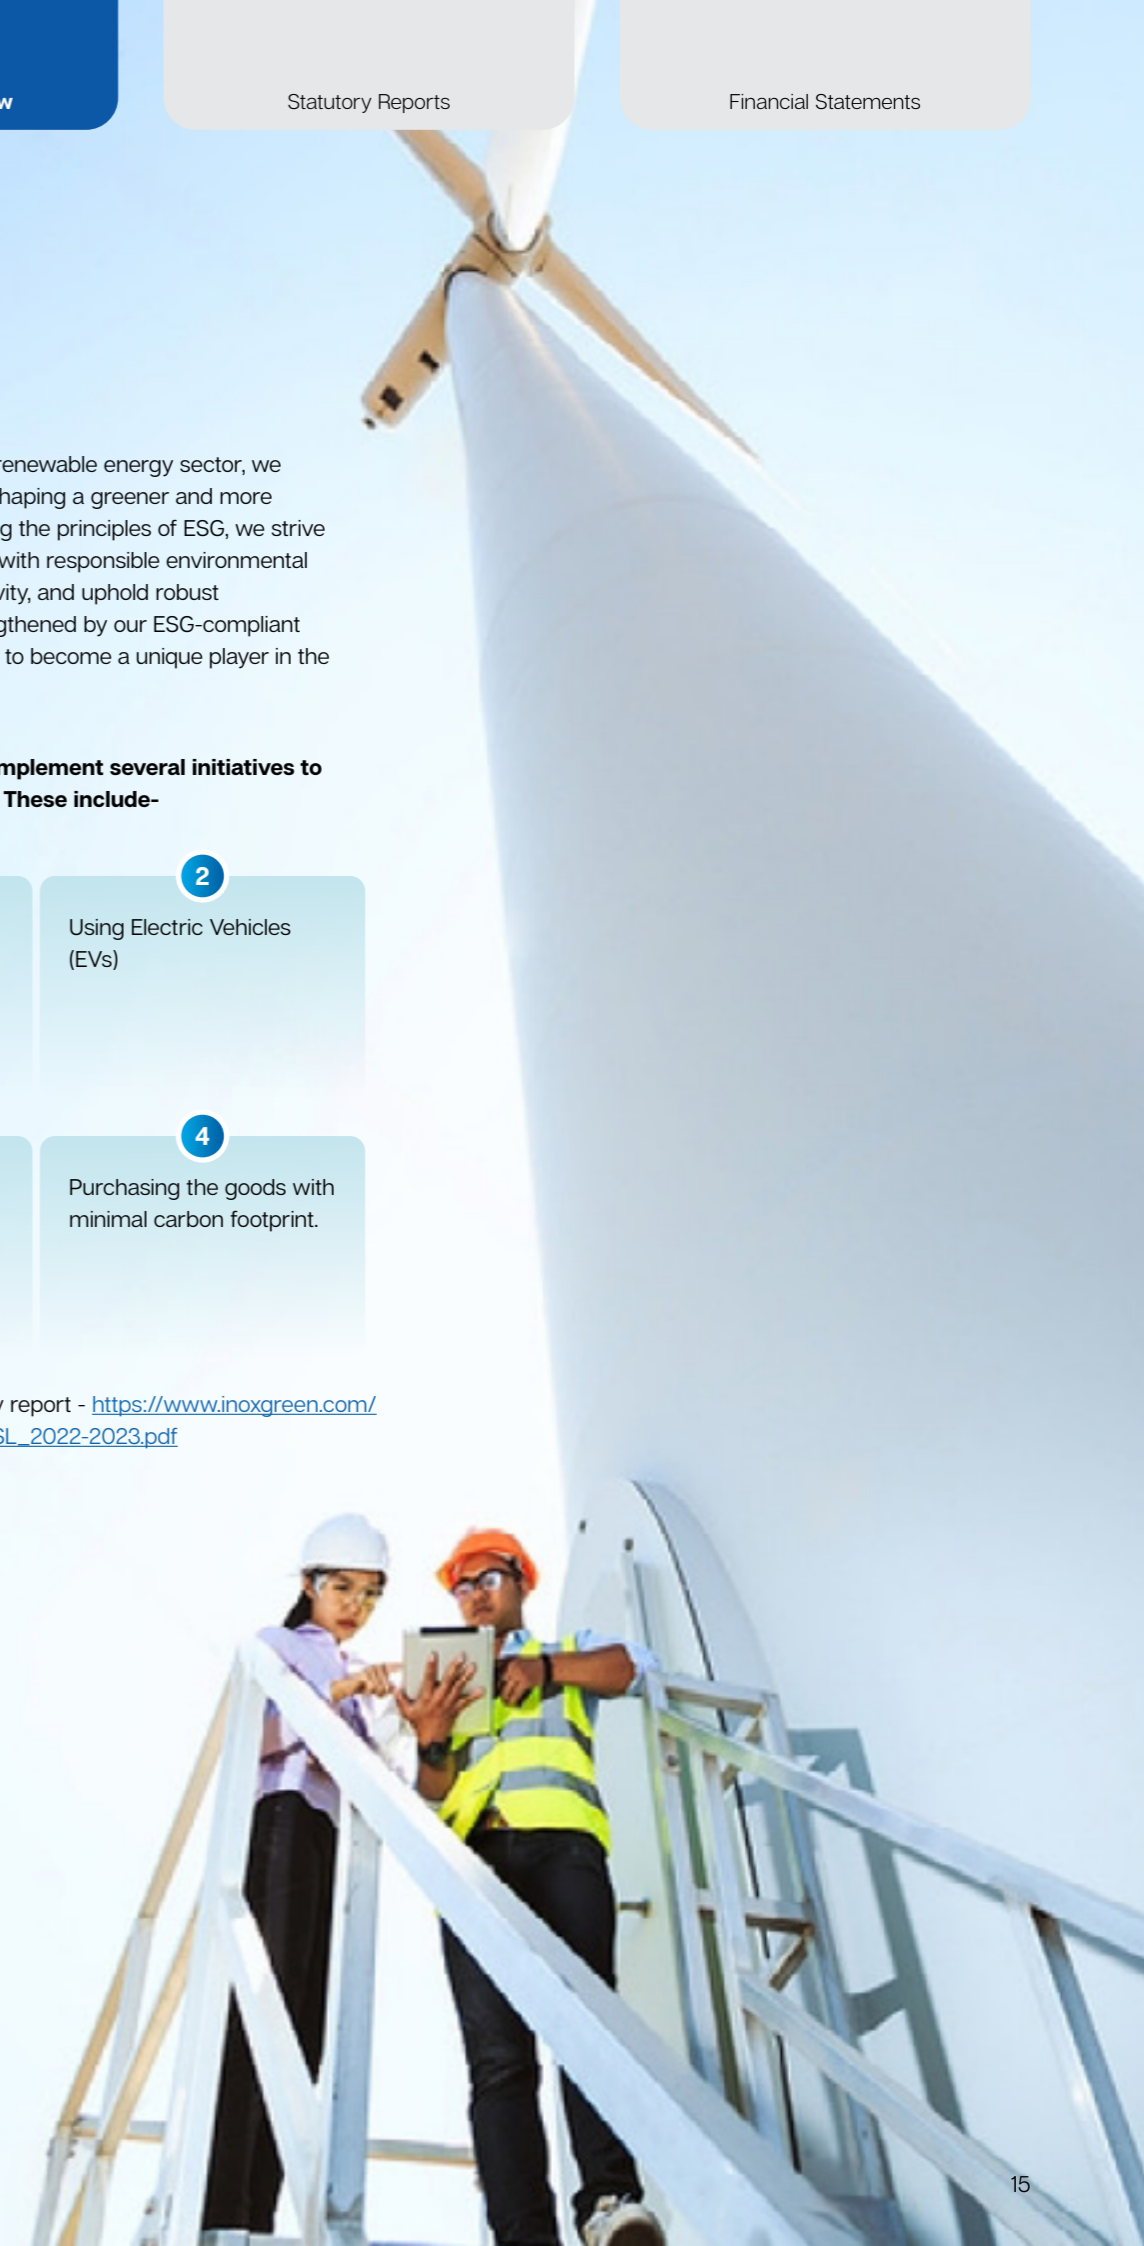 w
Statutory Reports
Financial Statements
renewable energy sector, we
haping a greener and more
g the principles of ESG, we strive
with responsible environmental
vity, and uphold robust
gthened by our ESG-compliant
to become a unique player in the
mplement several initiatives to
These include-
2
Using Electric Vehicles
(EVs)
4
Purchasing the goods with
minimal carbon footprint.
y report - https://www.inoxgreen.com/
SL_2022-2023.pdf
15